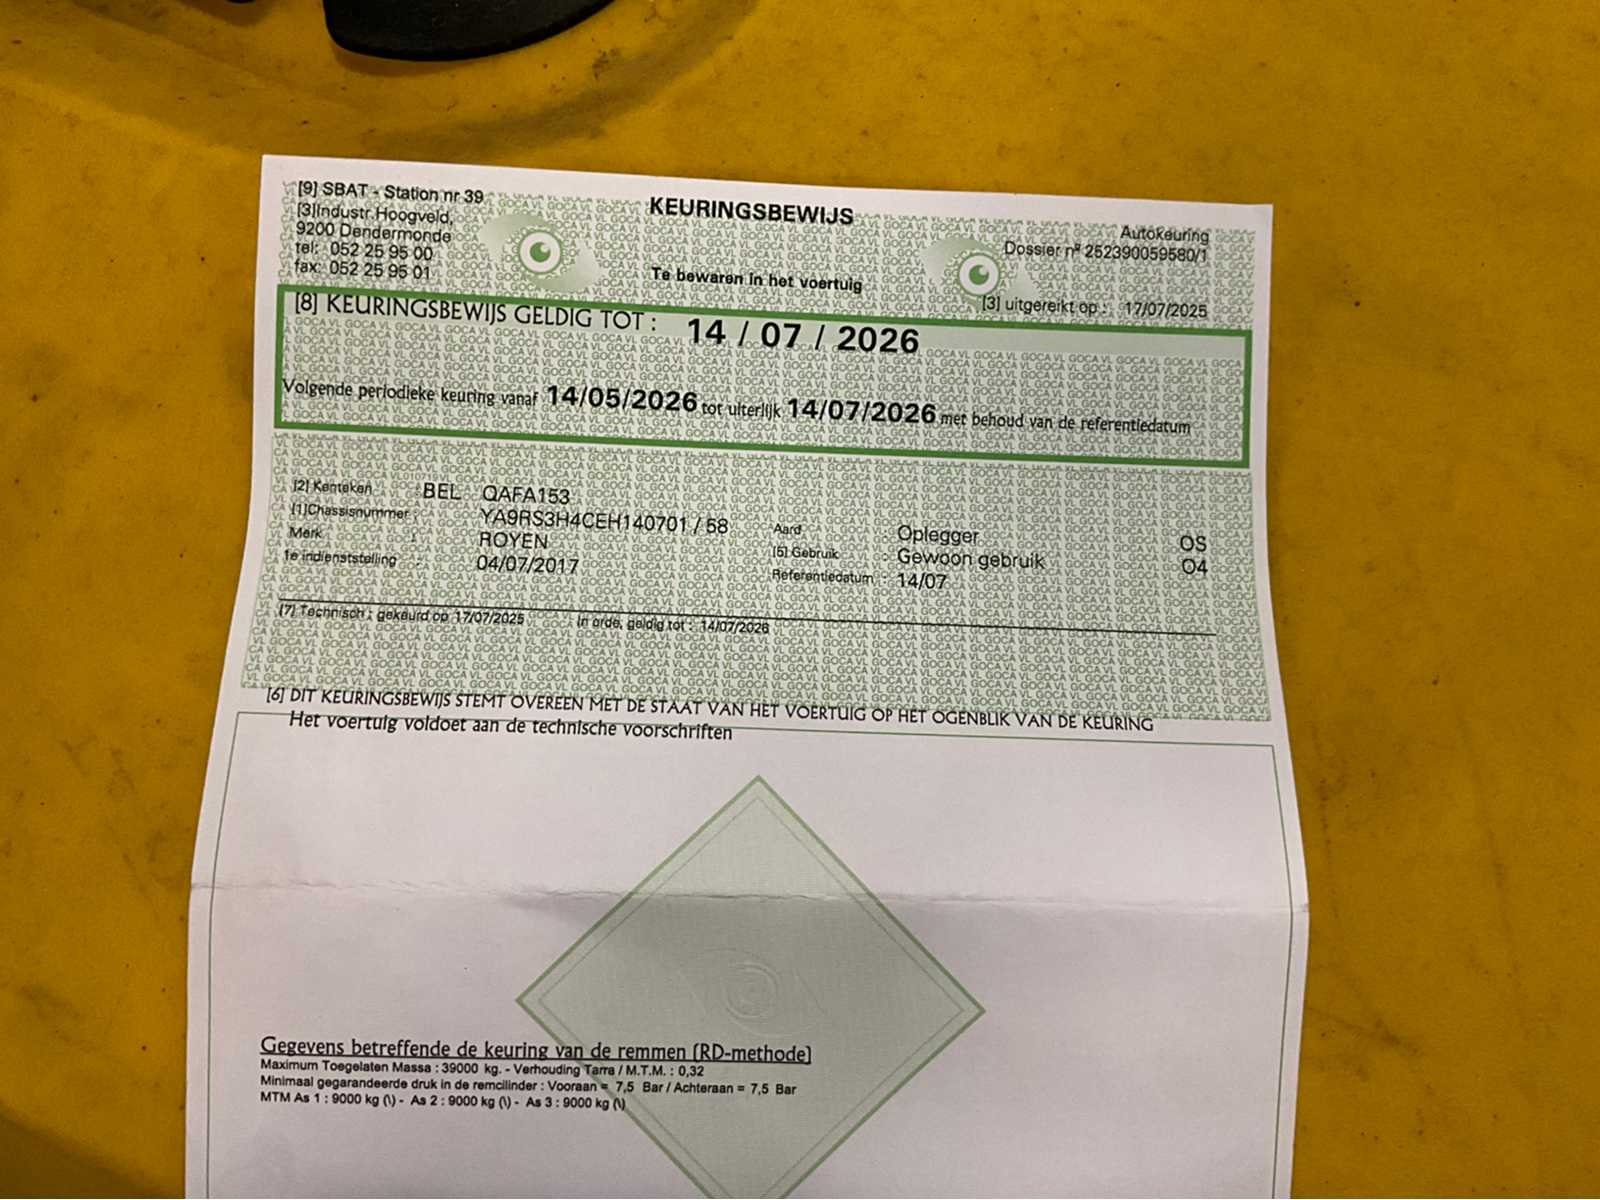 [9] SBAT - Station nr 39
[3]Industr.Hoogveld,
9200 Dendermonde
tel: 052 25 95 00
fax: 052 25 95 01
KEURINGSBEWIJS
Te bewaren in het voertuig
Autokeuring
Dossier nº 252390059580/1
[3] uitgereikt op : 17/07/2025
[8] KEURINGSBEWIJS GELDIG TOT : 14 / 07 / 2026
Volgende periodieke keuring vanaf 14/05/2026 tot uiterlijk 14/07/2026 met behoud van de referentiedatum
[2] Kenteken : BEL QAFA153
[1]Chassisnummer : YA9RS3H4CEH140701 / 58
Merk : ROYEN
1e indienststelling : 04/07/2017
Aard : Oplegger OS
[5] Gebruik : Gewoon gebruik O4
Referentiedatum : 14/07
[7] Technisch : gekeurd op 17/07/2025 In orde, geldig tot : 14/07/2026
[6] DIT KEURINGSBEWIJS STEMT OVEREEN MET DE STAAT VAN HET VOERTUIG OP HET OGENBLIK VAN DE KEURING
Het voertuig voldoet aan de technische voorschriften
Gegevens betreffende de keuring van de remmen (RD-methode)
Maximum Toegelaten Massa : 39000 kg. - Verhouding Tarra / M.T.M. : 0,32
Minimaal gegarandeerde druk in de remcilinder : Vooraan = 7,5 Bar / Achteraan = 7,5 Bar
MTM As 1 : 9000 kg (\) - As 2 : 9000 kg (\) - As 3 : 9000 kg (\)